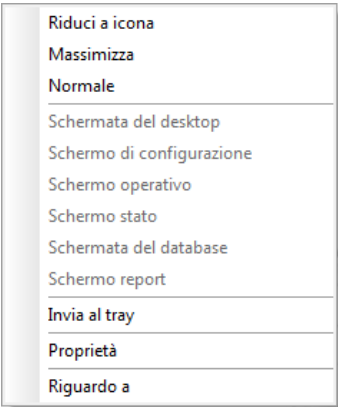 Riduci a icona
Massimizza
Normale
Schermata del desktop
Schermo di configurazione
Schermo operativo
Schermo stato
Schermata del database
Schermo report
Invia al tray
Proprietà
Riguardo a